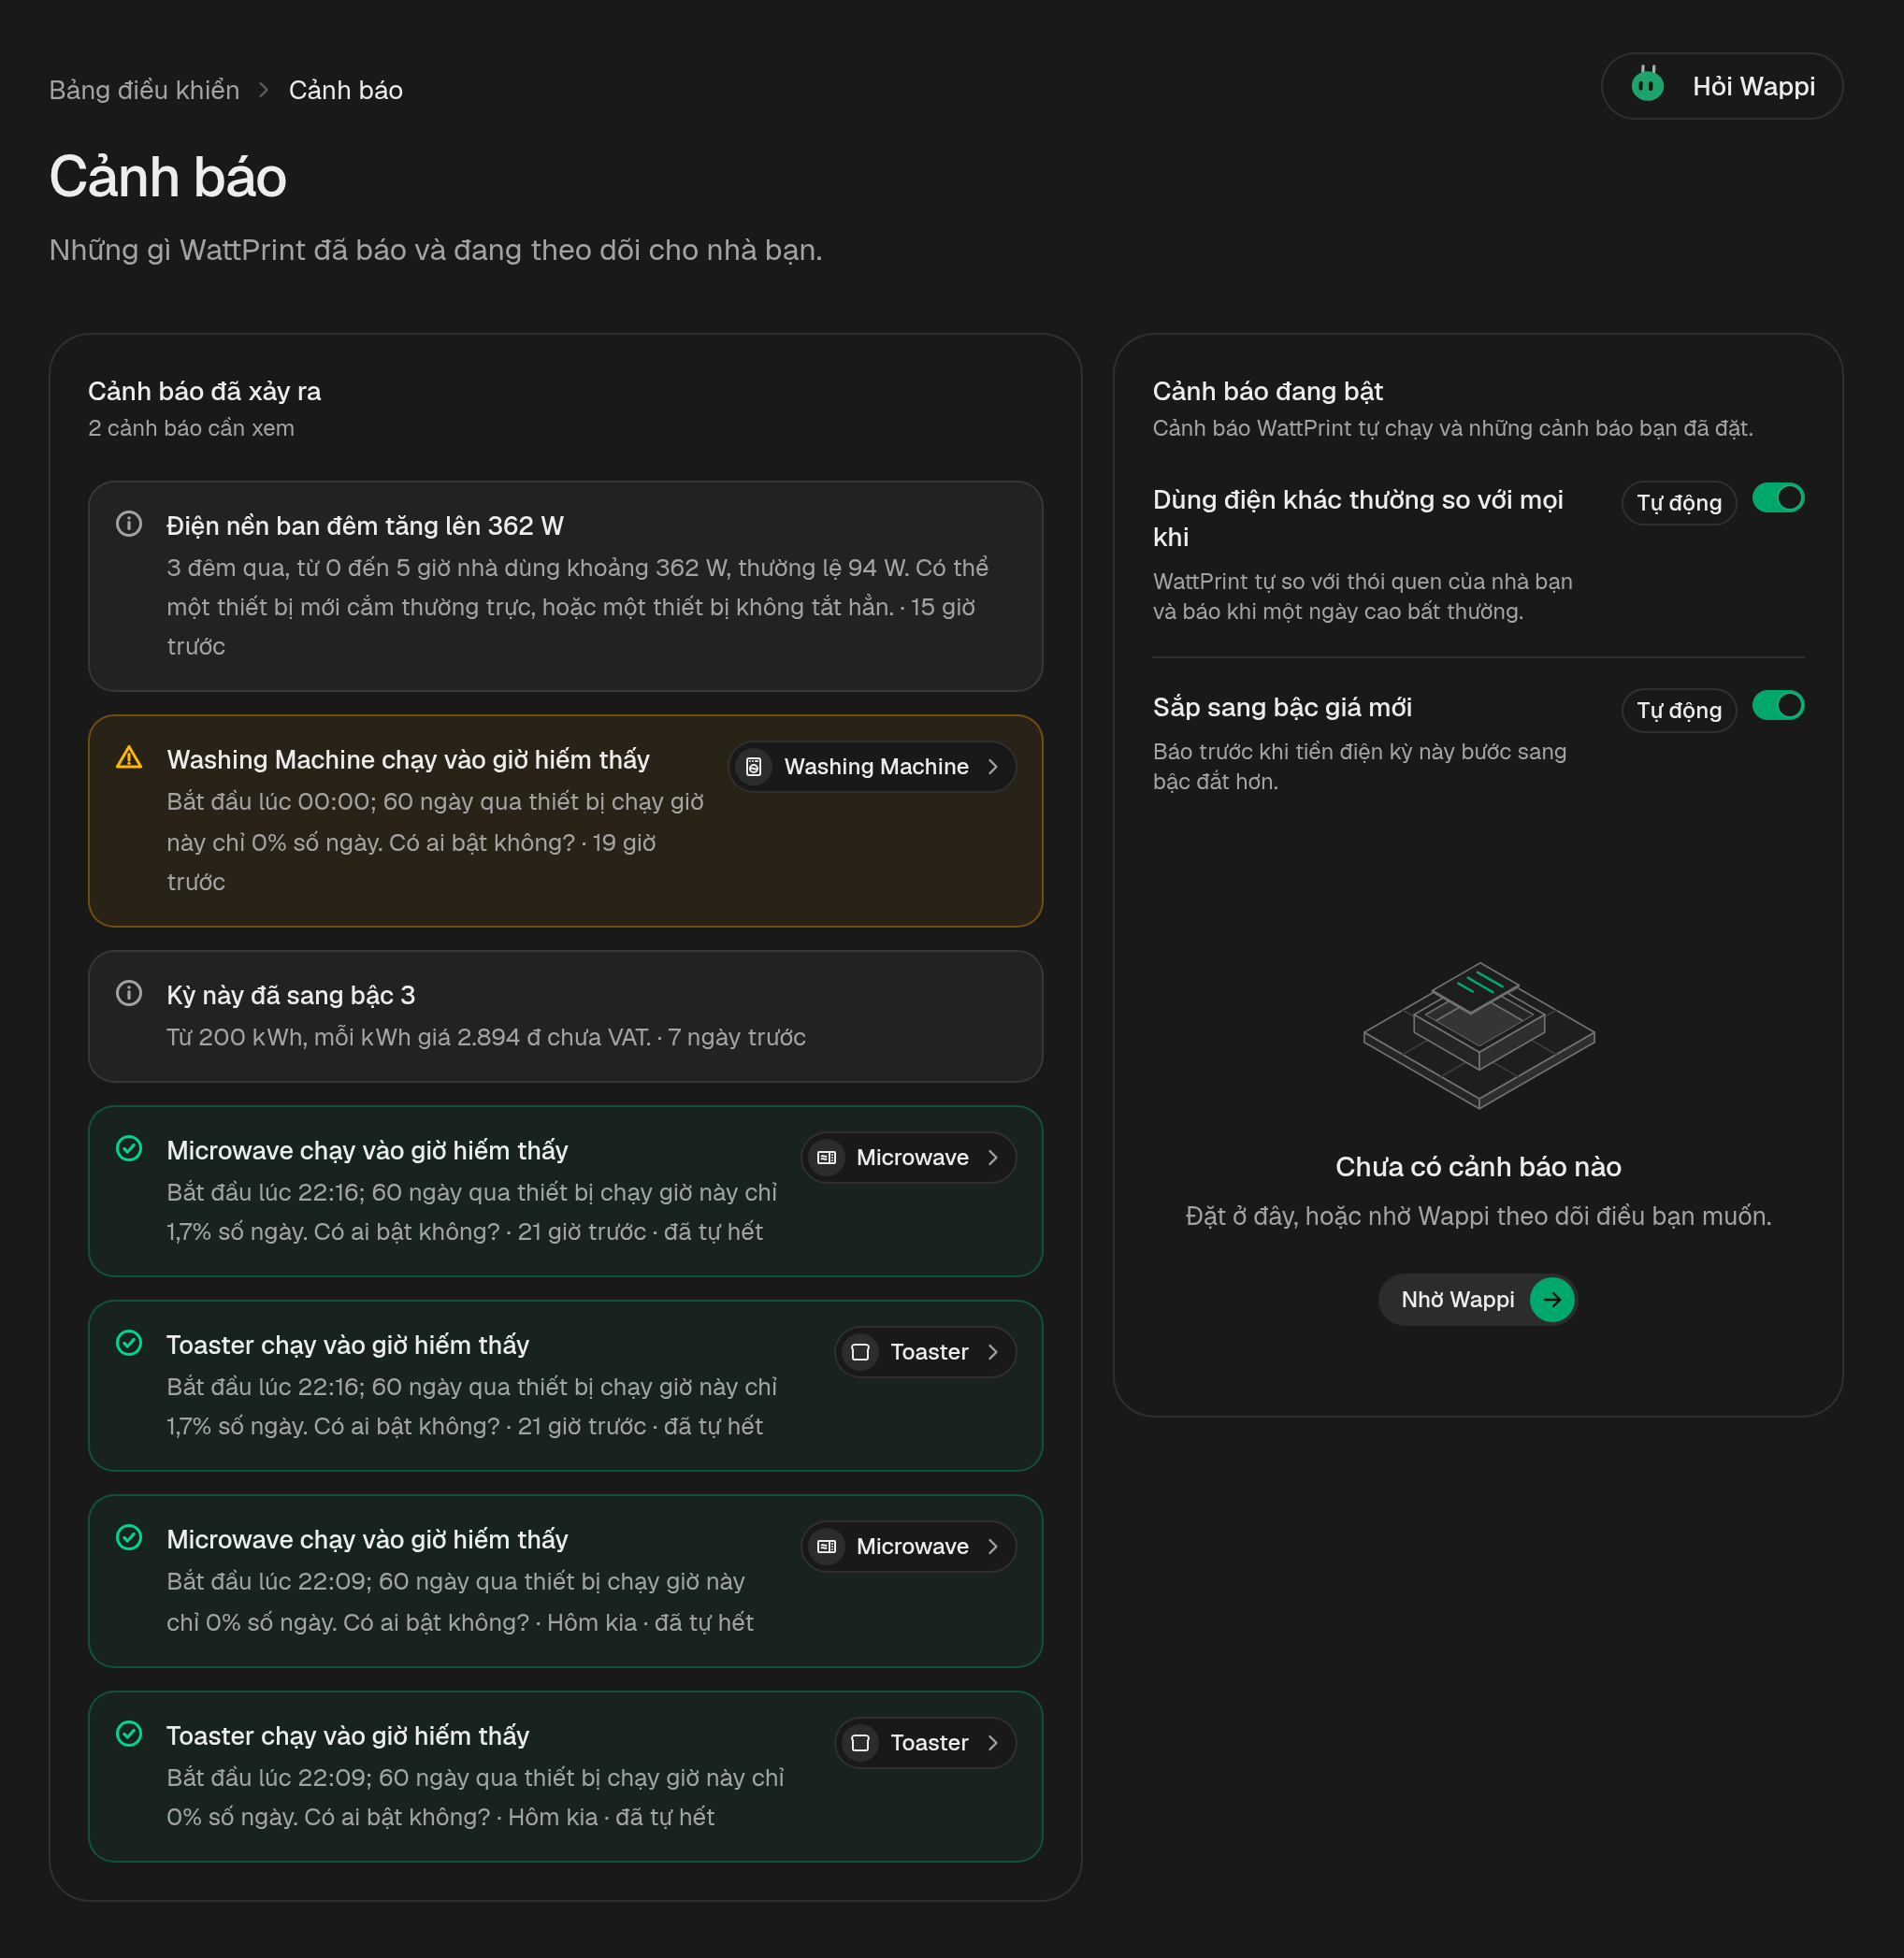 Bảng điều khiển > Cảnh báo
Hỏi Wappi
Cảnh báo
Những gì WattPrint đã báo và đang theo dõi cho nhà bạn.
Cảnh báo đã xảy ra
2 cảnh báo cần xem
Điện nền ban đêm tăng lên 362 W
3 đêm qua, từ 0 đến 5 giờ nhà dùng khoảng 362 W, thường lệ 94 W. Có thể
một thiết bị mới cắm thường trực, hoặc một thiết bị không tắt hẳn. · 15 giờ
trước
Washing Machine chạy vào giờ hiếm thấy
Washing Machine
Bắt đầu lúc 00:00; 60 ngày qua thiết bị chạy giờ
này chỉ 0% số ngày. Có ai bật không? · 19 giờ
trước
Kỳ này đã sang bậc 3
Từ 200 kWh, mỗi kWh giá 2.894 đ chưa VAT. · 7 ngày trước
Microwave chạy vào giờ hiếm thấy
Microwave
Bắt đầu lúc 22:16; 60 ngày qua thiết bị chạy giờ này chỉ
1,7% số ngày. Có ai bật không? · 21 giờ trước · đã tự hết
Toaster chạy vào giờ hiếm thấy
Toaster
Bắt đầu lúc 22:16; 60 ngày qua thiết bị chạy giờ này chỉ
1,7% số ngày. Có ai bật không? · 21 giờ trước · đã tự hết
Microwave chạy vào giờ hiếm thấy
Microwave
Bắt đầu lúc 22:09; 60 ngày qua thiết bị chạy giờ này
chỉ 0% số ngày. Có ai bật không? · Hôm kia · đã tự hết
Toaster chạy vào giờ hiếm thấy
Toaster
Bắt đầu lúc 22:09; 60 ngày qua thiết bị chạy giờ này chỉ
0% số ngày. Có ai bật không? · Hôm kia · đã tự hết
Cảnh báo đang bật
Cảnh báo WattPrint tự chạy và những cảnh báo bạn đã đặt.
Dùng điện khác thường so với mọi
khi
Tự động
WattPrint tự so với thói quen của nhà bạn
và báo khi một ngày cao bất thường.
Sắp sang bậc giá mới
Tự động
Báo trước khi tiền điện kỳ này bước sang
bậc đắt hơn.
Chưa có cảnh báo nào
Đặt ở đây, hoặc nhờ Wappi theo dõi điều bạn muốn.
Nhờ Wappi